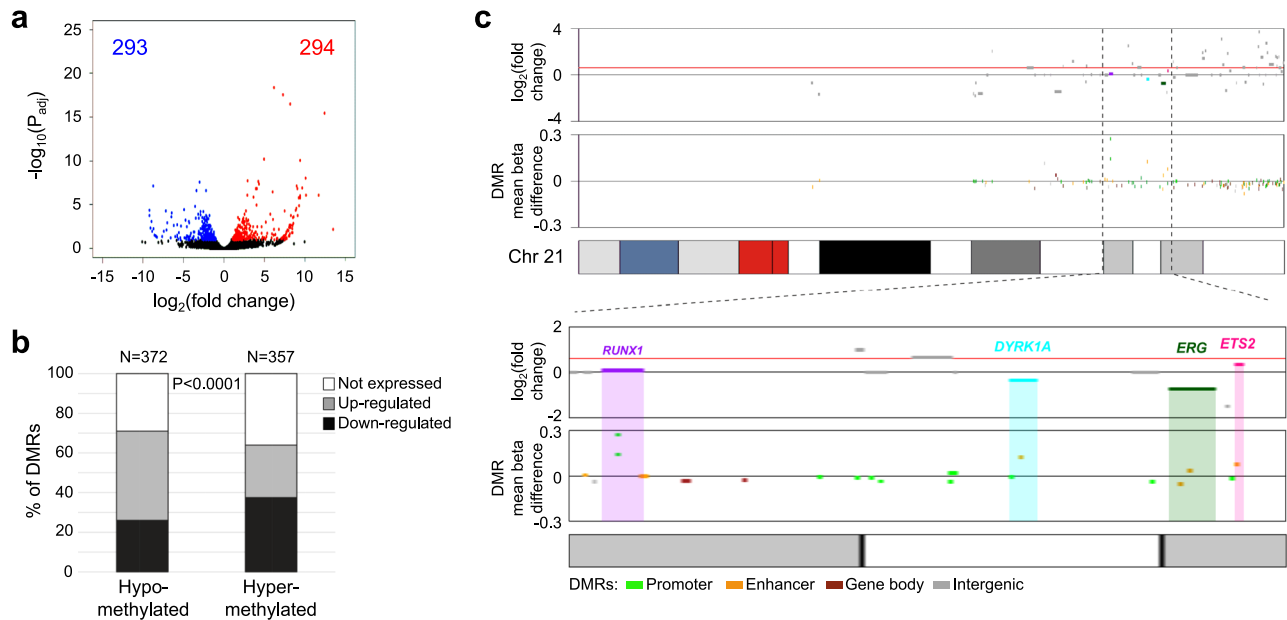 a
293
294
25
20
15
10
5
0
-log10(Padj)
-15
-10
-5
0
5
10
15
log2(fold change)
b
N=372
N=357
P<0.0001
100
80
60
40
20
0
% of DMRs
Not expressed
Up-regulated
Down-regulated
Hypo-
methylated
Hyper-
methylated
c
4
0
-4
log2(fold
change)
0.3
0
-0.3
DMR
mean beta
difference
Chr 21
2
0
-2
log2(fold
change)
RUNX1
DYRK1A
ERG
ETS2
0.3
0
-0.3
DMR
mean beta
difference
DMRs: Promoter Enhancer Gene body Intergenic